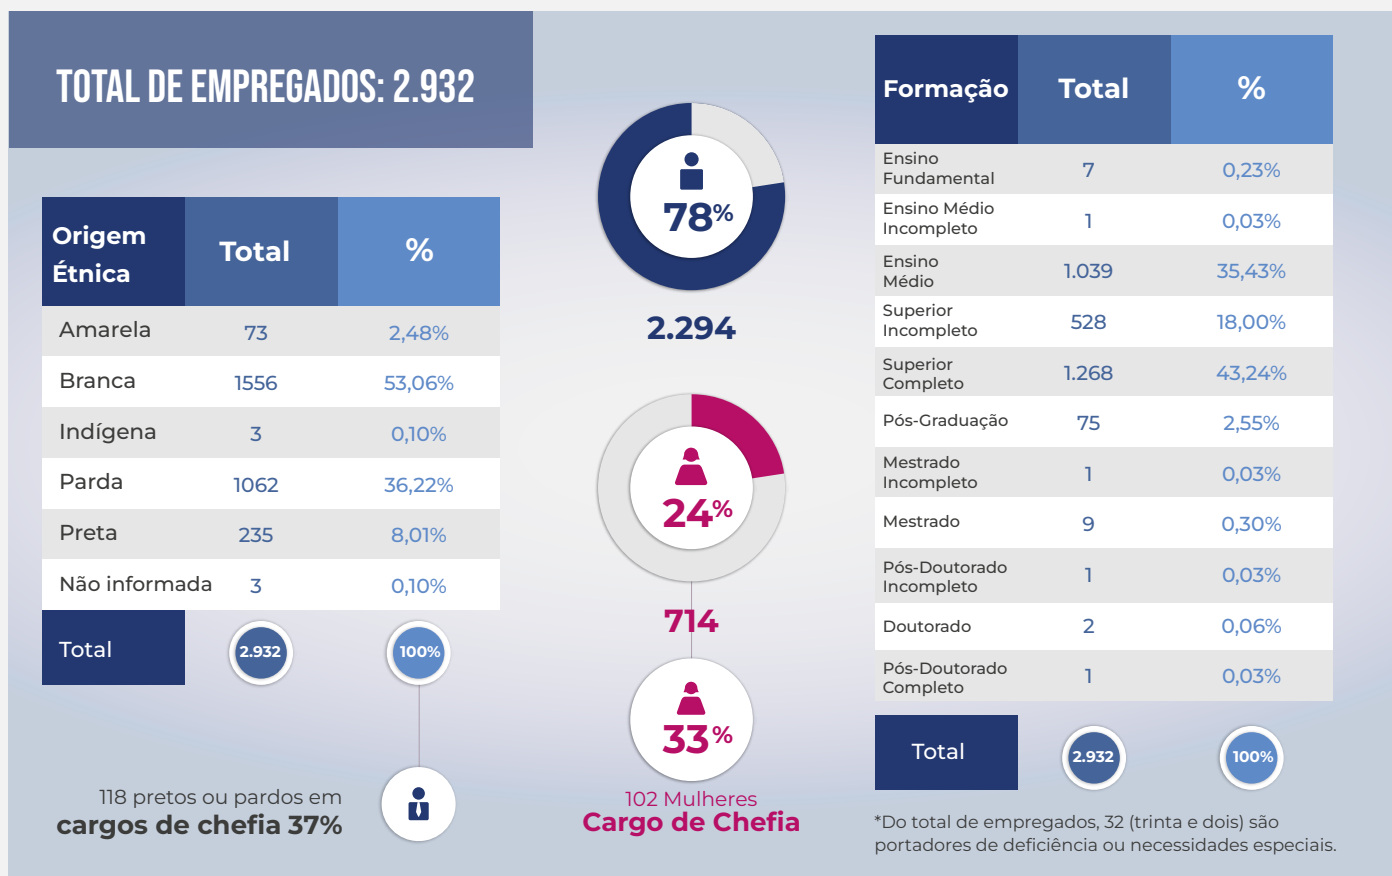 TOTAL DE EMPREGADOS: 2.932
Origem
Étnica
Total
%
Amarela 73 2,48%
Branca 1556 53,06%
Indígena 3 0,10%
Parda 1062 36,22%
Preta 235 8,01%
Não informada 3 0,10%
Total 2.932 100%
118 pretos ou pardos em
cargos de chefia 37%
78%
2.294
24%
714
33%
102 Mulheres
Cargo de Chefia
Formação Total %
Ensino
Fundamental
7 0,23%
Ensino Médio
Incompleto
1 0,03%
Ensino
Médio
1.039 35,43%
Superior
Incompleto
528 18,00%
Superior
Completo
1.268 43,24%
Pós-Graduação 75 2,55%
Mestrado
Incompleto
1 0,03%
Mestrado 9 0,30%
Pós-Doutorado
Incompleto
1 0,03%
Doutorado 2 0,06%
Pós-Doutorado
Completo
1 0,03%
Total 2.932 100%
*Do total de empregados, 32 (trinta e dois) são
portadores de deficiência ou necessidades especiais.